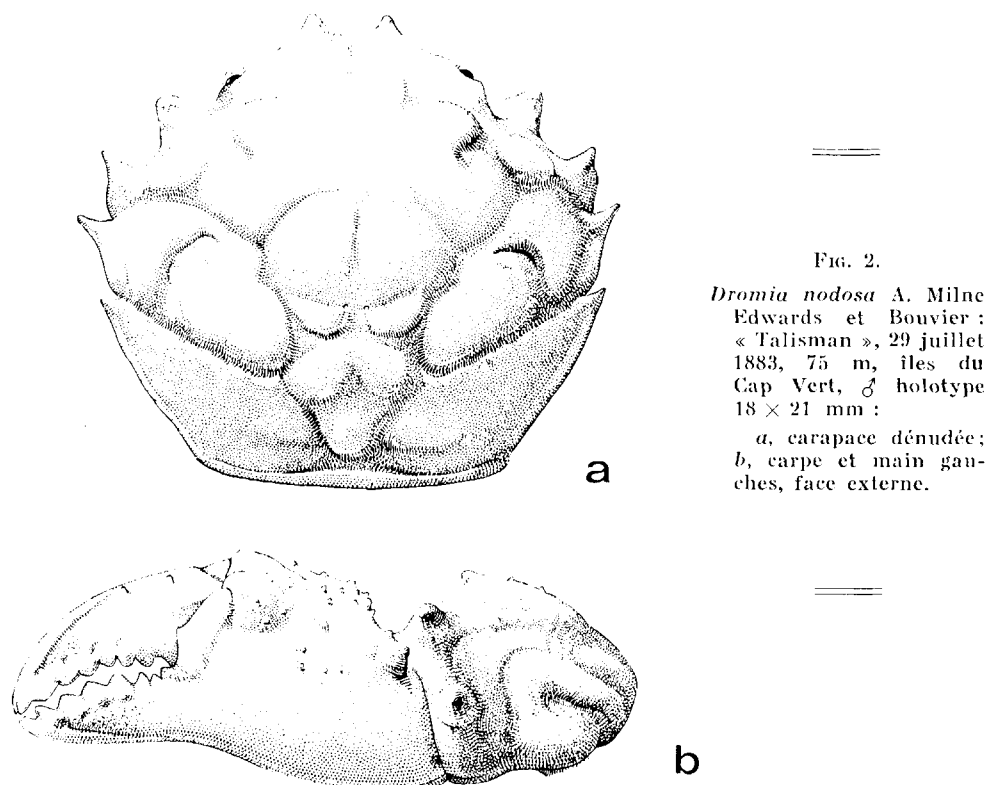 a
FIG. 2.
Dromia nodosa A. Milne
Edwards et Bouvier :
« Talisman », 29 juillet
1883, 75 m, îles du
Cap Vert, ♂ holotype
18 × 21 mm :
a, carapace dénudée;
b, carpe et main gau-
ches, face externe.
b